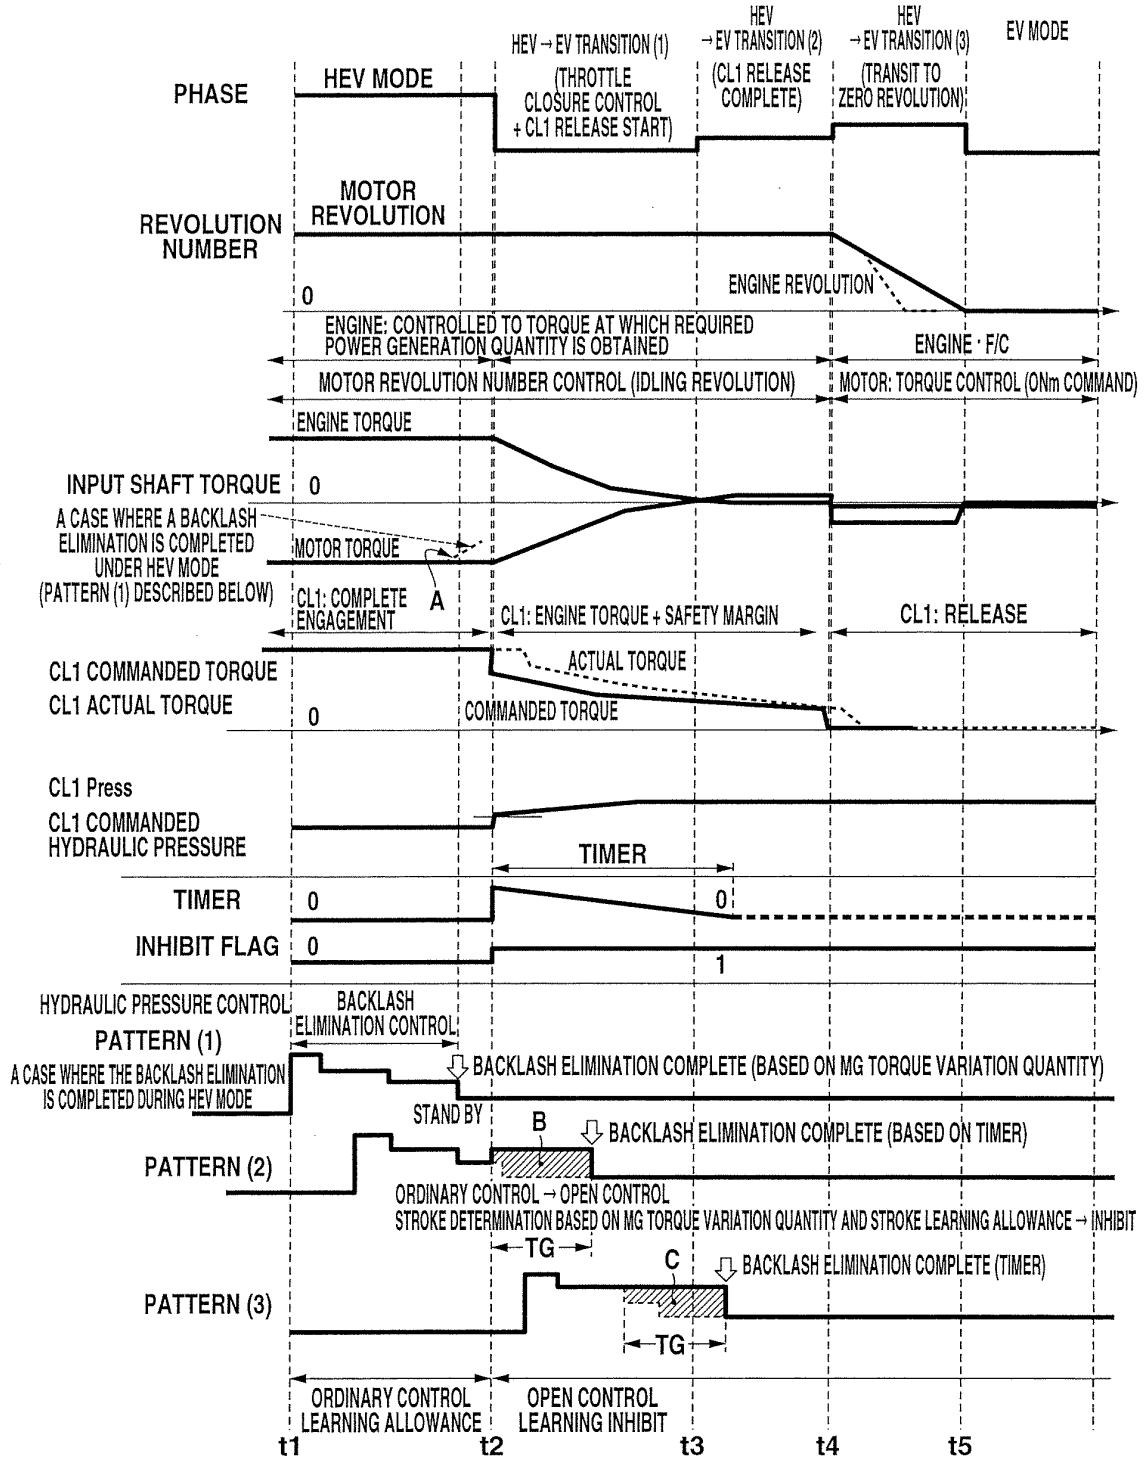 HEV → EV TRANSITION (1)
(THROTTLE
CLOSURE CONTROL
+ CL1 RELEASE START)
HEV
→ EV TRANSITION (2)
(CL1 RELEASE
COMPLETE)
HEV
→ EV TRANSITION (3)
(TRANSIT TO
ZERO REVOLUTION)
EV MODE
PHASE
HEV MODE
MOTOR
REVOLUTION
REVOLUTION
NUMBER
ENGINE REVOLUTION
0
ENGINE: CONTROLLED TO TORQUE AT WHICH REQUIRED
POWER GENERATION QUANTITY IS OBTAINED
ENGINE · F/C
MOTOR REVOLUTION NUMBER CONTROL (IDLING REVOLUTION)
MOTOR: TORQUE CONTROL (ONm COMMAND)
ENGINE TORQUE
INPUT SHAFT TORQUE
0
A CASE WHERE A BACKLASH
ELIMINATION IS COMPLETED
UNDER HEV MODE
(PATTERN (1) DESCRIBED BELOW)
MOTOR TORQUE
A
CL1: COMPLETE
ENGAGEMENT
CL1: ENGINE TORQUE + SAFETY MARGIN
CL1: RELEASE
CL1 COMMANDED TORQUE
CL1 ACTUAL TORQUE
ACTUAL TORQUE
COMMANDED TORQUE
0
CL1 Press
CL1 COMMANDED
HYDRAULIC PRESSURE
TIMER
TIMER
0
0
INHIBIT FLAG
0
1
HYDRAULIC PRESSURE CONTROL
BACKLASH
ELIMINATION CONTROL
PATTERN (1)
A CASE WHERE THE BACKLASH ELIMINATION
IS COMPLETED DURING HEV MODE
BACKLASH ELIMINATION COMPLETE (BASED ON MG TORQUE VARIATION QUANTITY)
STAND BY
B
BACKLASH ELIMINATION COMPLETE (BASED ON TIMER)
PATTERN (2)
ORDINARY CONTROL → OPEN CONTROL
STROKE DETERMINATION BASED ON MG TORQUE VARIATION QUANTITY AND STROKE LEARNING ALLOWANCE → INHIBIT
TG
C
BACKLASH ELIMINATION COMPLETE (TIMER)
PATTERN (3)
TG
ORDINARY CONTROL
LEARNING ALLOWANCE
OPEN CONTROL
LEARNING INHIBIT
t1 t2 t3 t4 t5